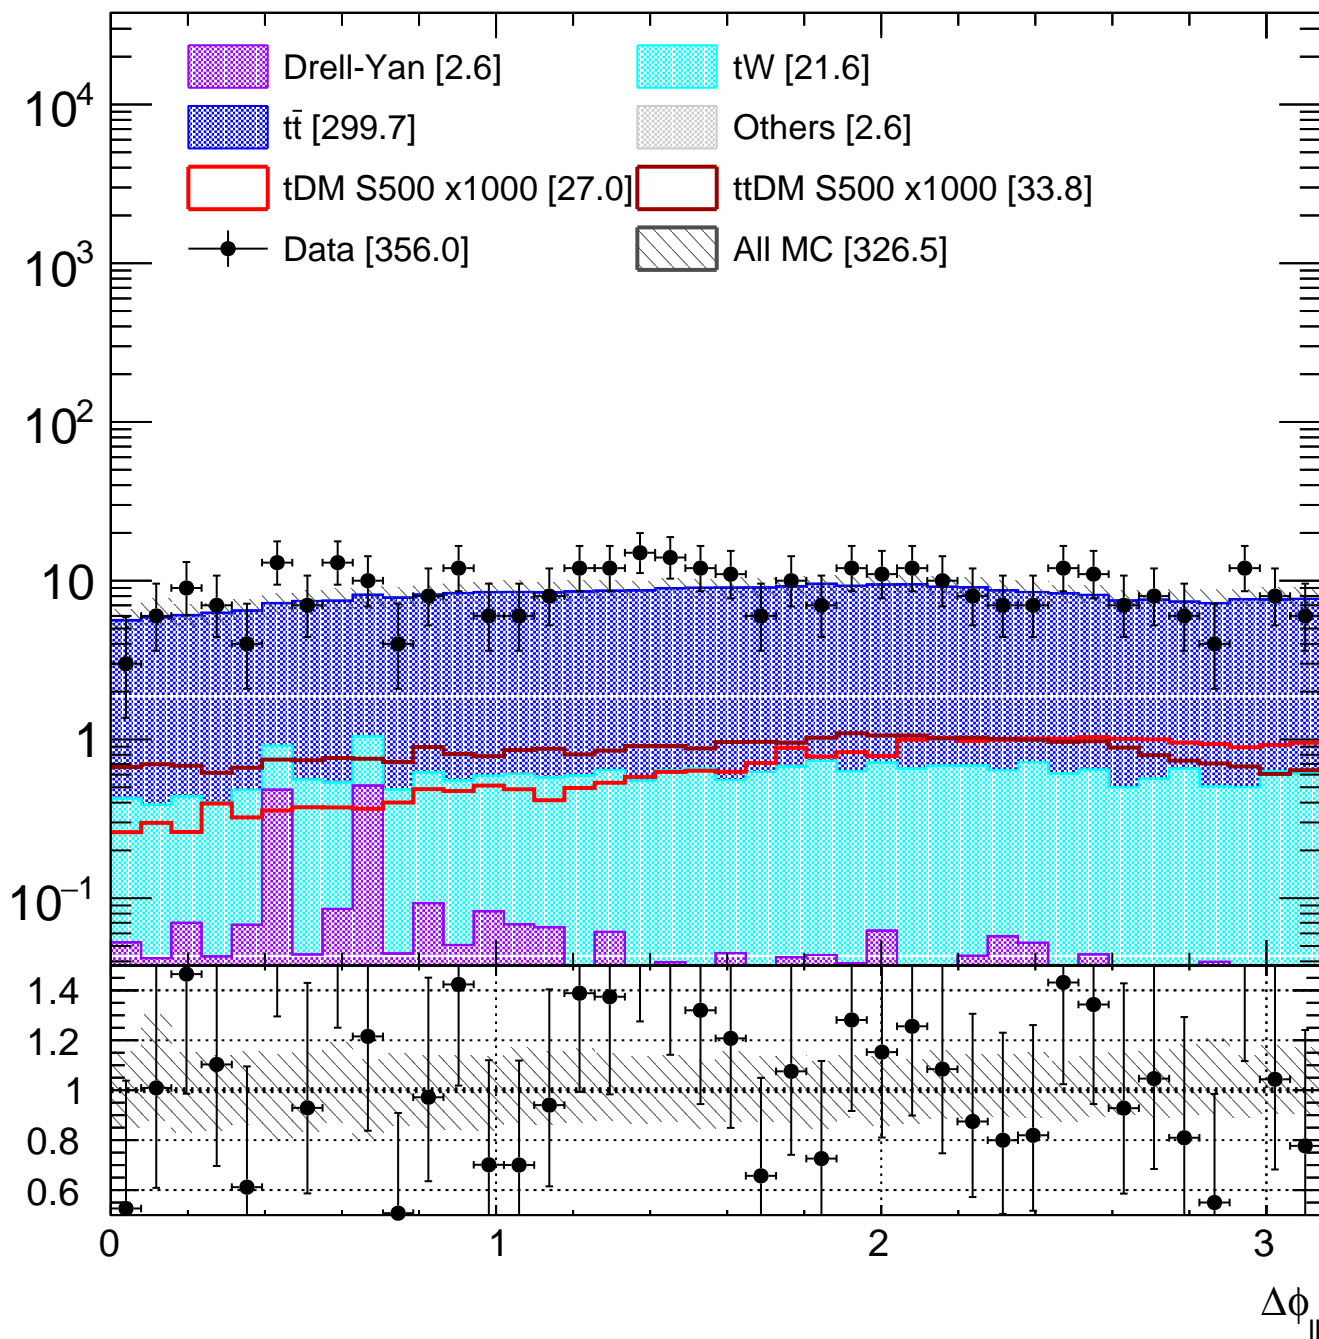 Drell-Yan [2.6] tW [21.6]
tt̄ [299.7] Others [2.6]
tDM S500 x1000 [27.0] ttDM S500 x1000 [33.8]
Data [356.0] All MC [326.5]
10⁴
10³
10²
10
1
10⁻¹
1.4
1.2
1
0.8
0.6
0 1 2 3
Δϕ_ll